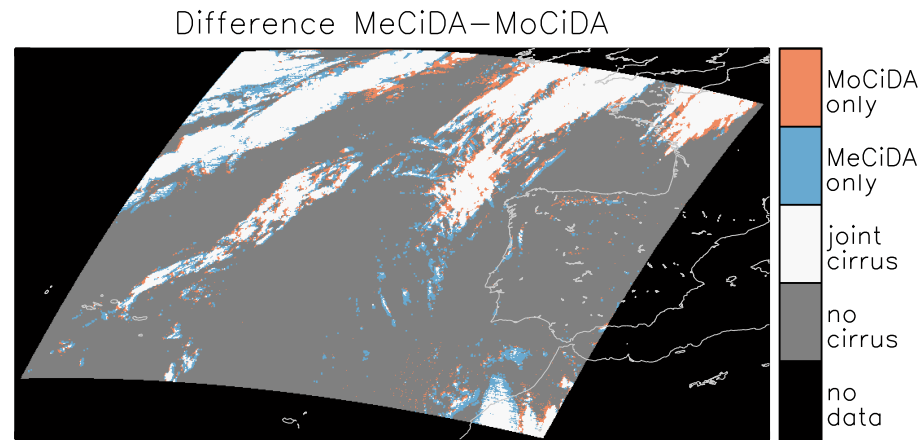 Difference MeCiDA−MoCiDA
MoCiDA
only
MeCiDA
only
joint
cirrus
no
cirrus
no
data